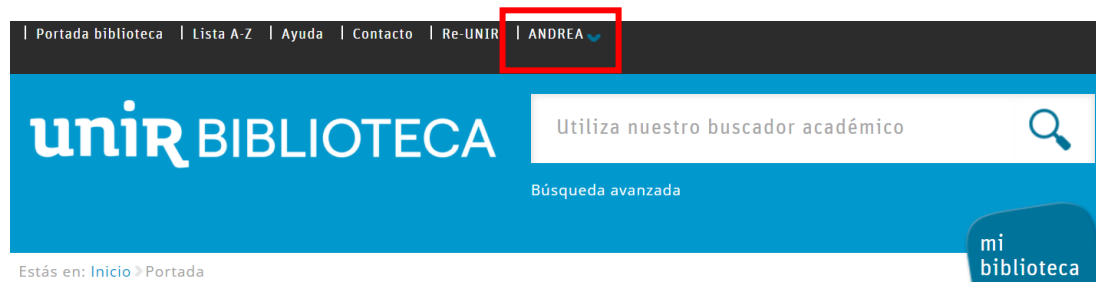 | Portada biblioteca | Lista A-Z | Ayuda | Contacto | Re-UNIR | ANDREA
unirR BIBLIOTECA
Utiliza nuestro buscador académico
Búsqueda avanzada
mi
biblioteca
Estás en: Inicio > Portada